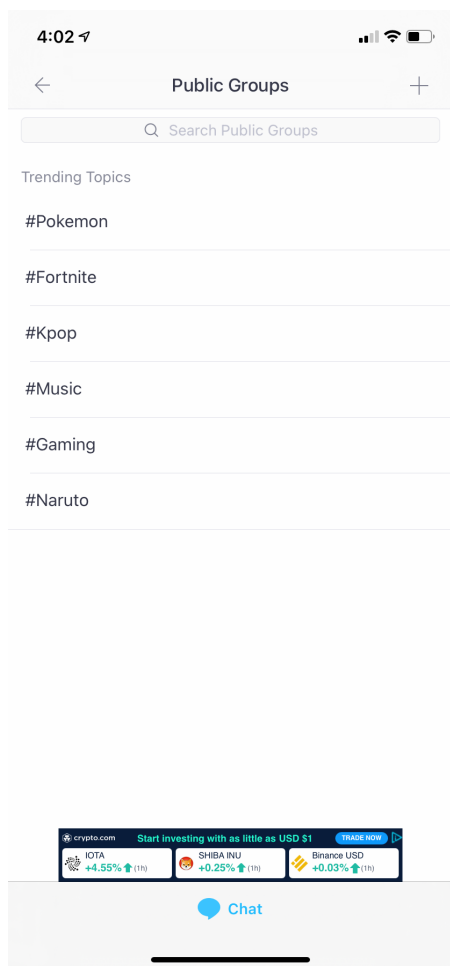 4:02
Public Groups
Search Public Groups
Trending Topics
#Pokemon
#Fortnite
#Kpop
#Music
#Gaming
#Naruto
crypto.com Start investing with as little as USD $1 TRADE NOW
IOTA SHIBA INU Binance USD
+4.55% (1h) +0.25% (1h) +0.03% (1h)
Chat